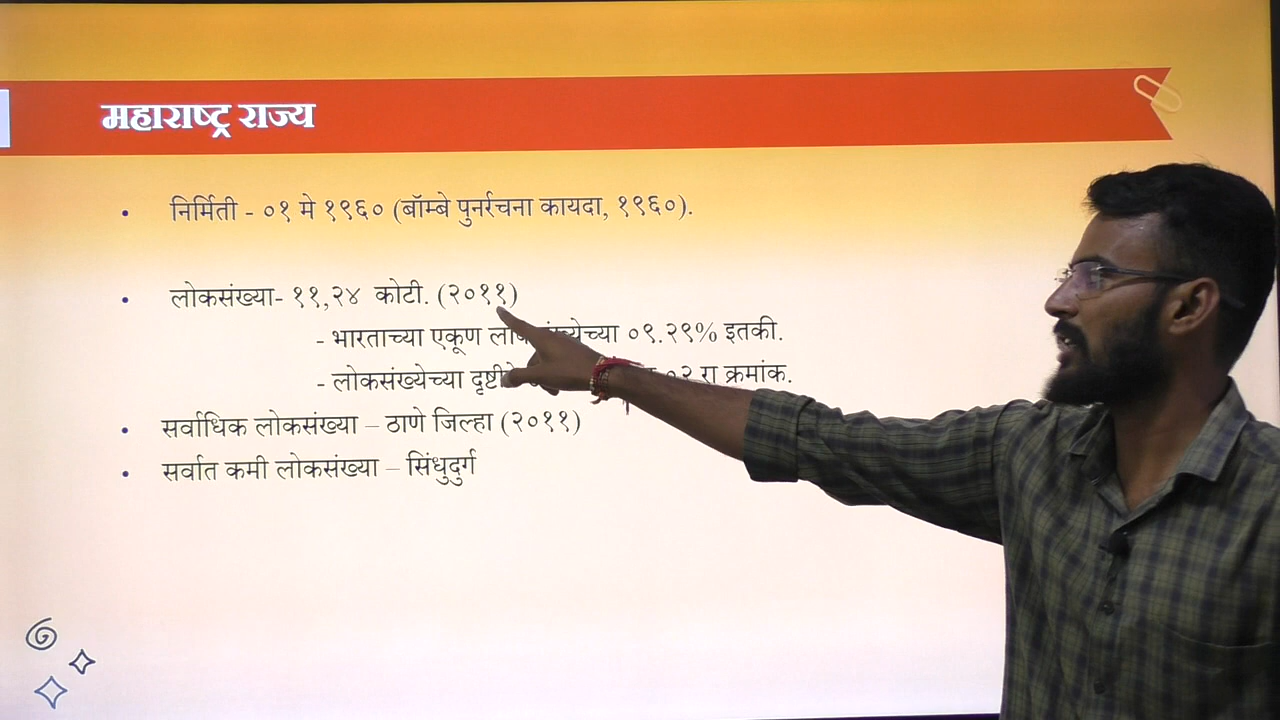 महाराष्ट्र राज्य
• निर्मिती - ०१ मे १९६० (बॉम्बे पुनर्रचना कायदा, १९६०).
• लोकसंख्या- ११,२४ कोटी. (२०११)
- भारताच्या एकूण ०९.२९% इतकी.
- लोकसंख्येच्या ०२ रा क्रमांक.
• सर्वाधिक लोकसंख्या – ठाणे जिल्हा (२०११)
• सर्वात कमी लोकसंख्या – सिंधुदुर्ग